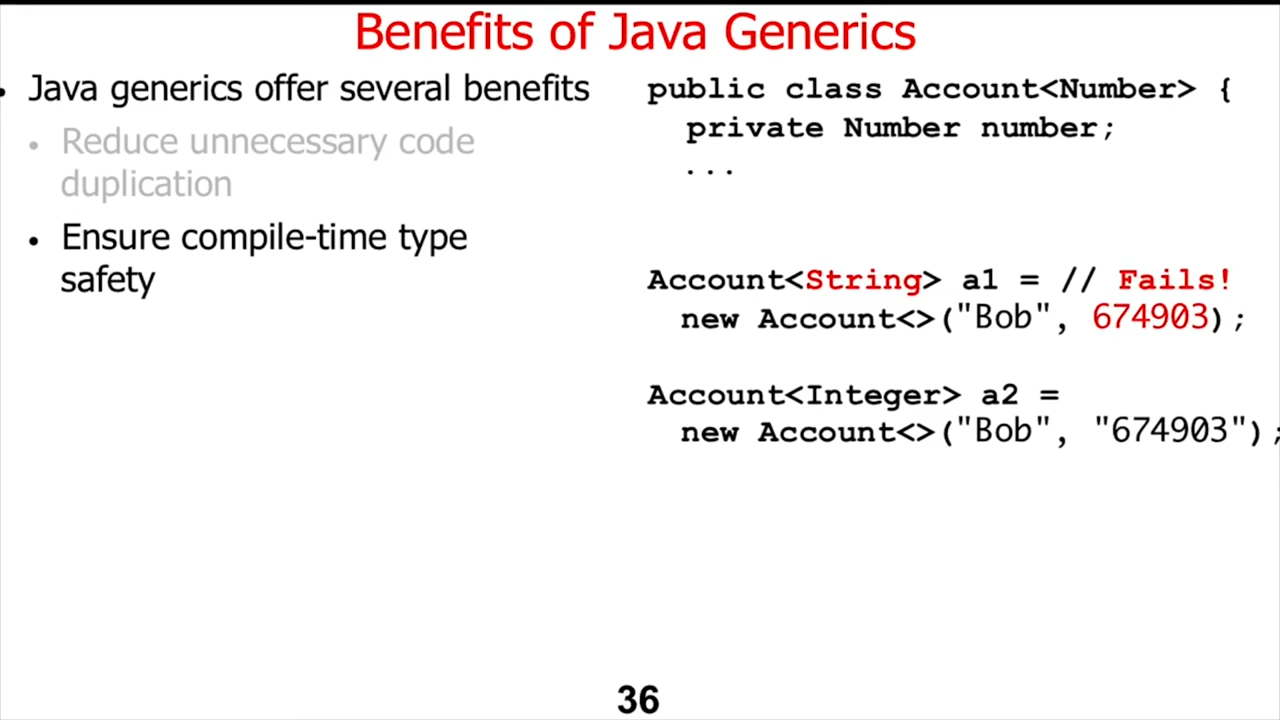 Benefits of Java Generics
• Java generics offer several benefits
• Reduce unnecessary code
duplication
• Ensure compile-time type
safety
public class Account<Number> {
private Number number;
...
Account<String> a1 = // Fails!
new Account<>("Bob", 674903);
Account<Integer> a2 =
new Account<>("Bob", "674903");
36